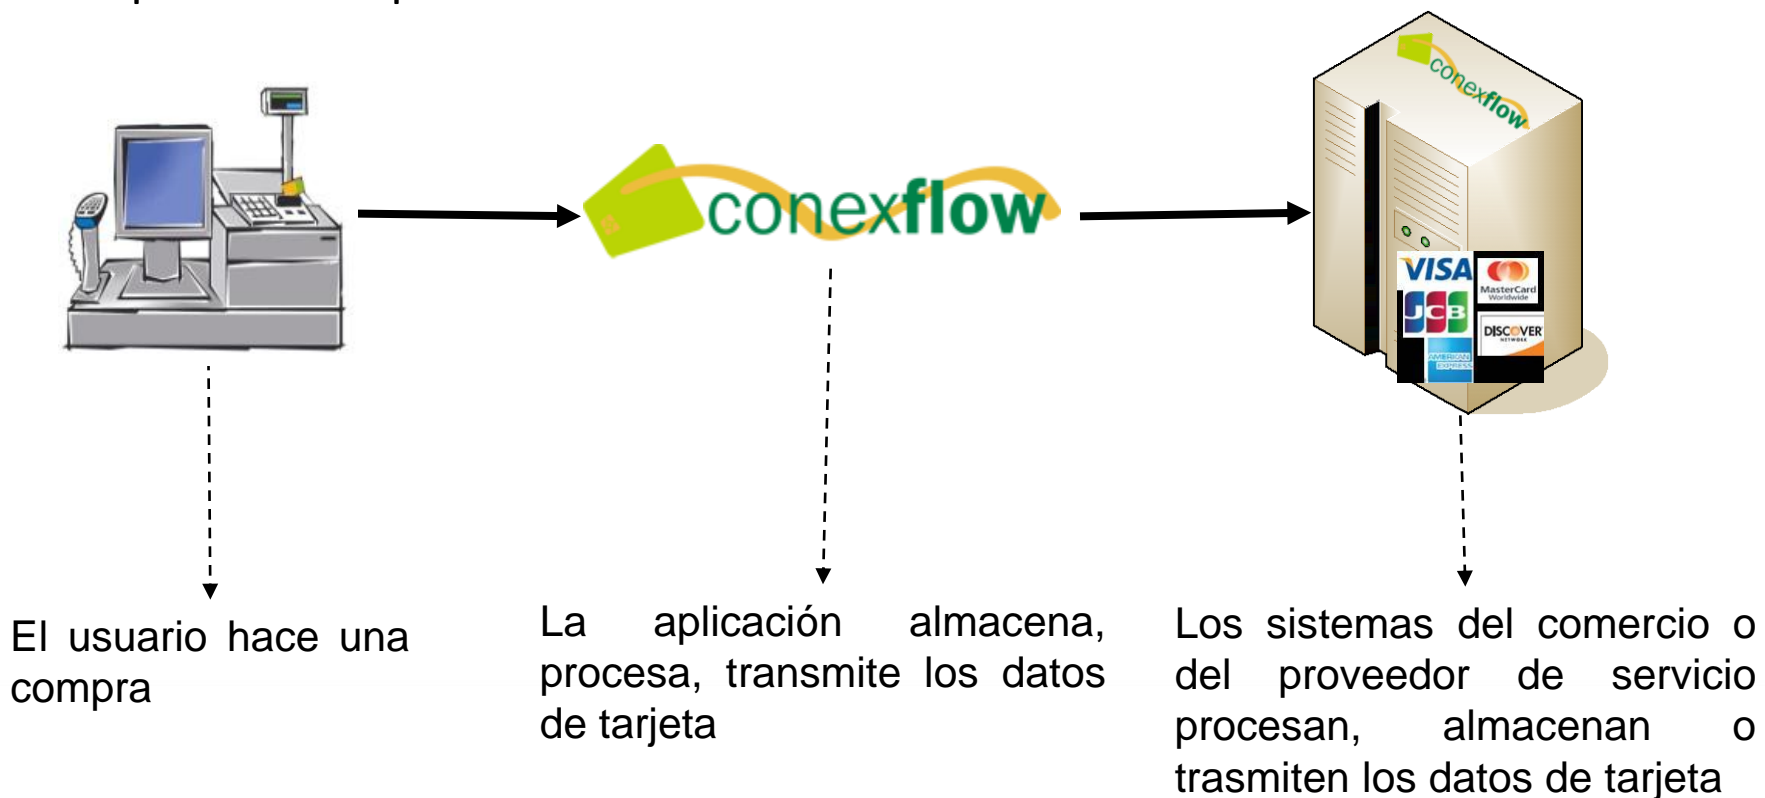 conexflow
conexflow
VISA
MasterCard
Worldwide
JCB
DISCOVER
NETWORK
AMERICAN
EXPRESS
El usuario hace una
compra
La aplicación almacena,
procesa, transmite los datos
de tarjeta
Los sistemas del comercio o
del proveedor de servicio
procesan, almacenan o
trasmiten los datos de tarjeta